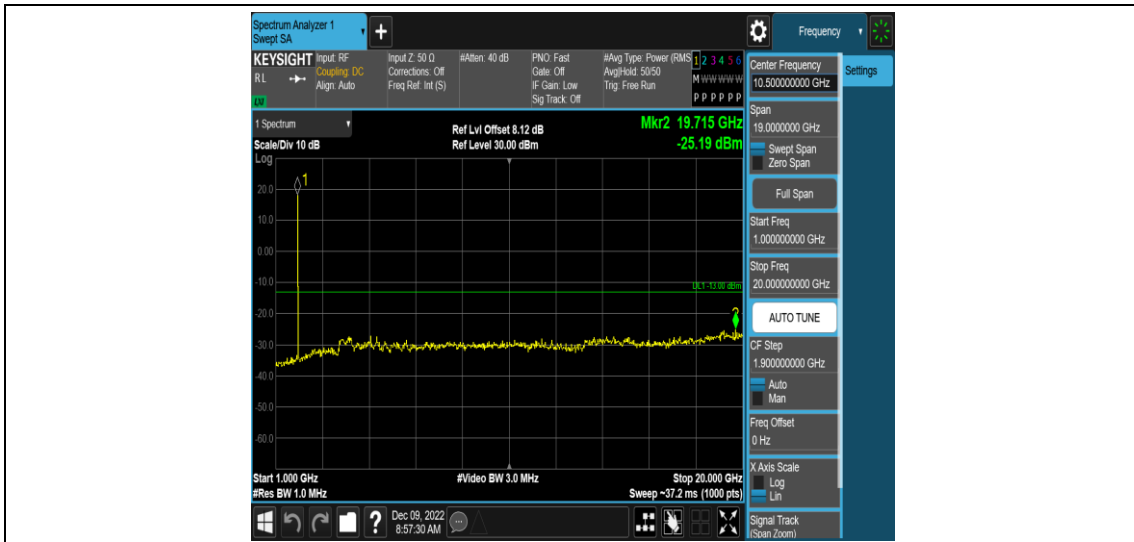 Spectrum Analyzer 1
Swept SA
+
Frequency
KEYSIGHT
RL
LXI
Input: RF
Coupling: DC
Align: Auto
Input Z: 50 Ω
Corrections: Off
Freq Ref: Int (S)
#Atten: 40 dB
PNO: Fast
Gate: Off
IF Gain: Low
Sig Track: Off
#Avg Type: Power (RMS
Avg|Hold: 50/50
Trig: Free Run
1 2 3 4 5 6
M W W W W W
P P P P P P
1 Spectrum
Scale/Div 10 dB
Log
Ref Lvl Offset 8.12 dB
Ref Level 30.00 dBm
Mkr2 19.715 GHz
-25.19 dBm
1
20.0
10.0
0.00
-10.0
DL1 -13.00 dBm
-20.0
2
-30.0
-40.0
-50.0
-60.0
Start 1.000 GHz
#Res BW 1.0 MHz
#Video BW 3.0 MHz
Stop 20.000 GHz
Sweep ~37.2 ms (1000 pts)
?
Dec 09, 2022
8:57:30 AM
Center Frequency
10.500000000 GHz
Settings
Span
19.0000000 GHz
Swept Span
Zero Span
Full Span
Start Freq
1.000000000 GHz
Stop Freq
20.000000000 GHz
AUTO TUNE
CF Step
1.900000000 GHz
Auto
Man
Freq Offset
0 Hz
X Axis Scale
Log
Lin
Signal Track
(Span Zoom)